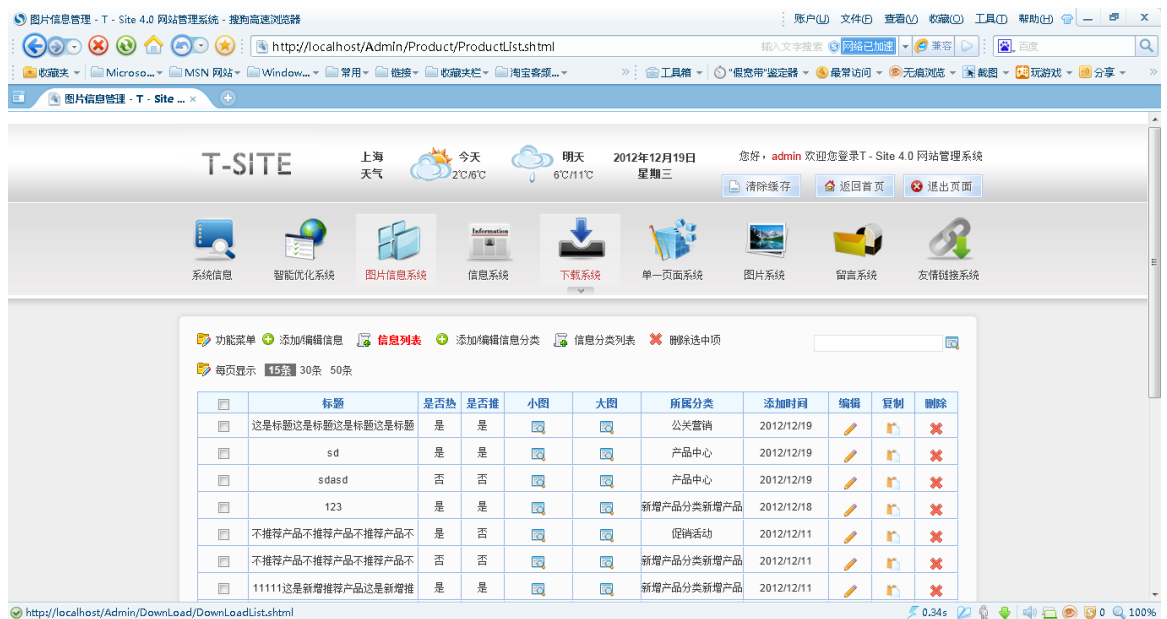 图片信息管理 - T - Site 4.0 网站管理系统 - 搜狗高速浏览器
账户(U) 文件(F) 查看(V) 收藏(O) 工具(T) 帮助(H)
http://localhost/Admin/Product/ProductList.shtml
输入文字搜索 网络已加速 兼容 百度
收藏夹 Microso... MSN 网站 Window... 常用 链接 收藏夹栏 淘宝客频... » 工具箱 "假宽带"鉴定器 最常访问 无痕浏览 截图 玩游戏 分享 »
图片信息管理 - T - Site ...
T-SITE
上海 天气
今天 2℃/6℃
明天 6℃/11℃
2012年12月19日 星期三
您好，admin 欢迎您登录T - Site 4.0 网站管理系统
清除缓存 返回首页 退出页面
Information
系统信息 智能优化系统 图片信息系统 信息系统 下载系统 单一页面系统 图片系统 留言系统 友情链接系统
功能菜单 添加/编辑信息 信息列表 添加/编辑信息分类 信息分类列表 删除选中项
每页显示 15条 30条 50条
标题 是否热 是否推 小图 大图 所属分类 添加时间 编辑 复制 删除
这是标题这是标题这是标题这是标题 是 是 公关营销 2012/12/19
sd 是 是 产品中心 2012/12/19
sdasd 否 否 产品中心 2012/12/19
123 是 是 新增产品分类新增产品 2012/12/18
不推荐产品不推荐产品不推荐产品不 是 否 促销活动 2012/12/11
不推荐产品不推荐产品不推荐产品不 否 否 新增产品分类新增产品 2012/12/11
11111这是新增推荐产品这是新增推 是 是 新增产品分类新增产品 2012/12/11
http://localhost/Admin/DownLoad/DownLoadList.shtml
0.34s 0 100%